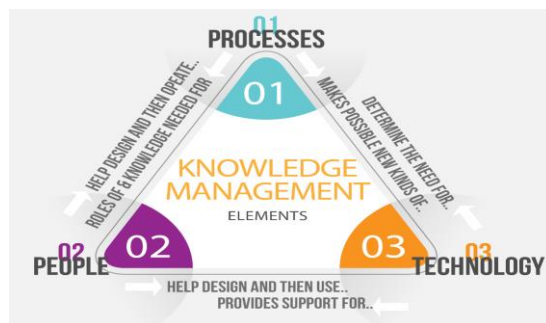 01
PROCESSES
01
HELP DESIGN AND THEN OPEATE..
ROLES OF & KNOWLEDGE NEEDED FOR
DETERMINE THE NEED FOR..
MAKES POSSIBLE NEW KINDS OF..
KNOWLEDGE
MANAGEMENT
ELEMENTS
02
PEOPLE
02
03
03
TECHNOLOGY
HELP DESIGN AND THEN USE..
PROVIDES SUPPORT FOR..